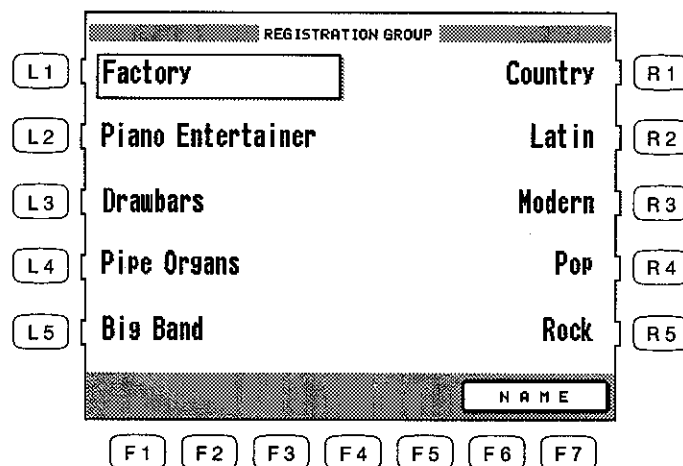 REGISTRATION GROUP
L1 Factory Country R1
L2 Piano Entertainer Latin R2
L3 Drawbars Modern R3
L4 Pipe Organs Pop R4
L5 Big Band Rock R5
NAME
F1 F2 F3 F4 F5 F6 F7